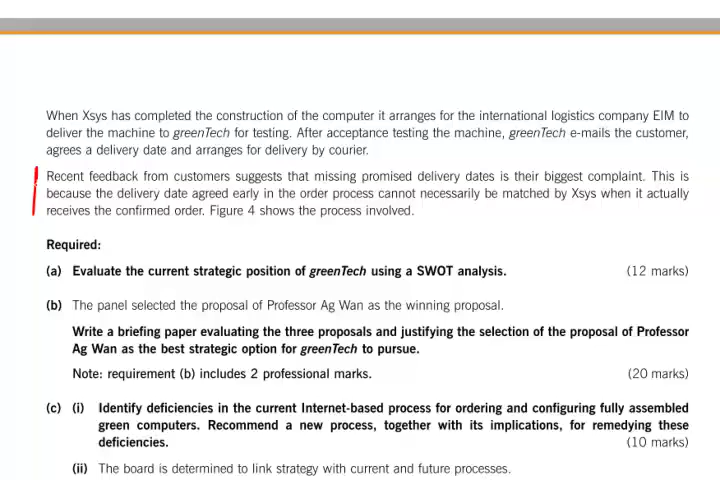 When Xsys has completed the construction of the computer it arranges for the international logistics company EIM to
deliver the machine to greenTech for testing. After acceptance testing the machine, greenTech e-mails the customer,
agrees a delivery date and arranges for delivery by courier.
Recent feedback from customers suggests that missing promised delivery dates is their biggest complaint. This is
because the delivery date agreed early in the order process cannot necessarily be matched by Xsys when it actually
receives the confirmed order. Figure 4 shows the process involved.
Required:
(a) Evaluate the current strategic position of greenTech using a SWOT analysis. (12 marks)
(b) The panel selected the proposal of Professor Ag Wan as the winning proposal.
Write a briefing paper evaluating the three proposals and justifying the selection of the proposal of Professor
Ag Wan as the best strategic option for greenTech to pursue.
Note: requirement (b) includes 2 professional marks. (20 marks)
(c) (i) Identify deficiencies in the current Internet-based process for ordering and configuring fully assembled
green computers. Recommend a new process, together with its implications, for remedying these
deficiencies. (10 marks)
(ii) The board is determined to link strategy with current and future processes.